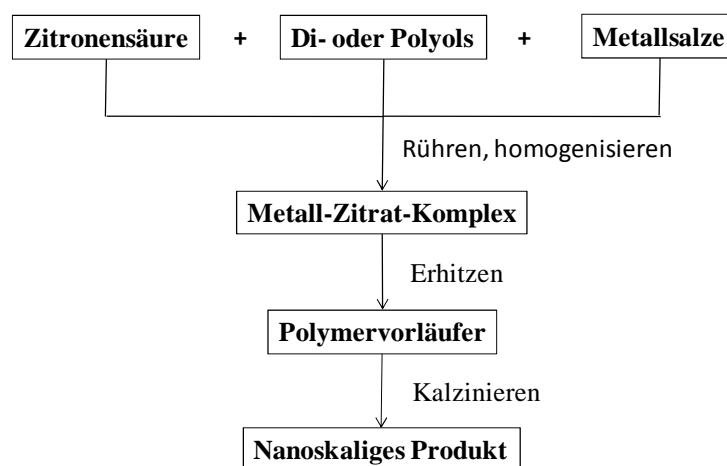 Zitronensäure + Di- oder Polyols + Metallsalze
Rühren, homogenisieren
Metall-Zitrat-Komplex
Erhitzen
Polymervorläufer
Kalzinieren
Nanoskaliges Produkt